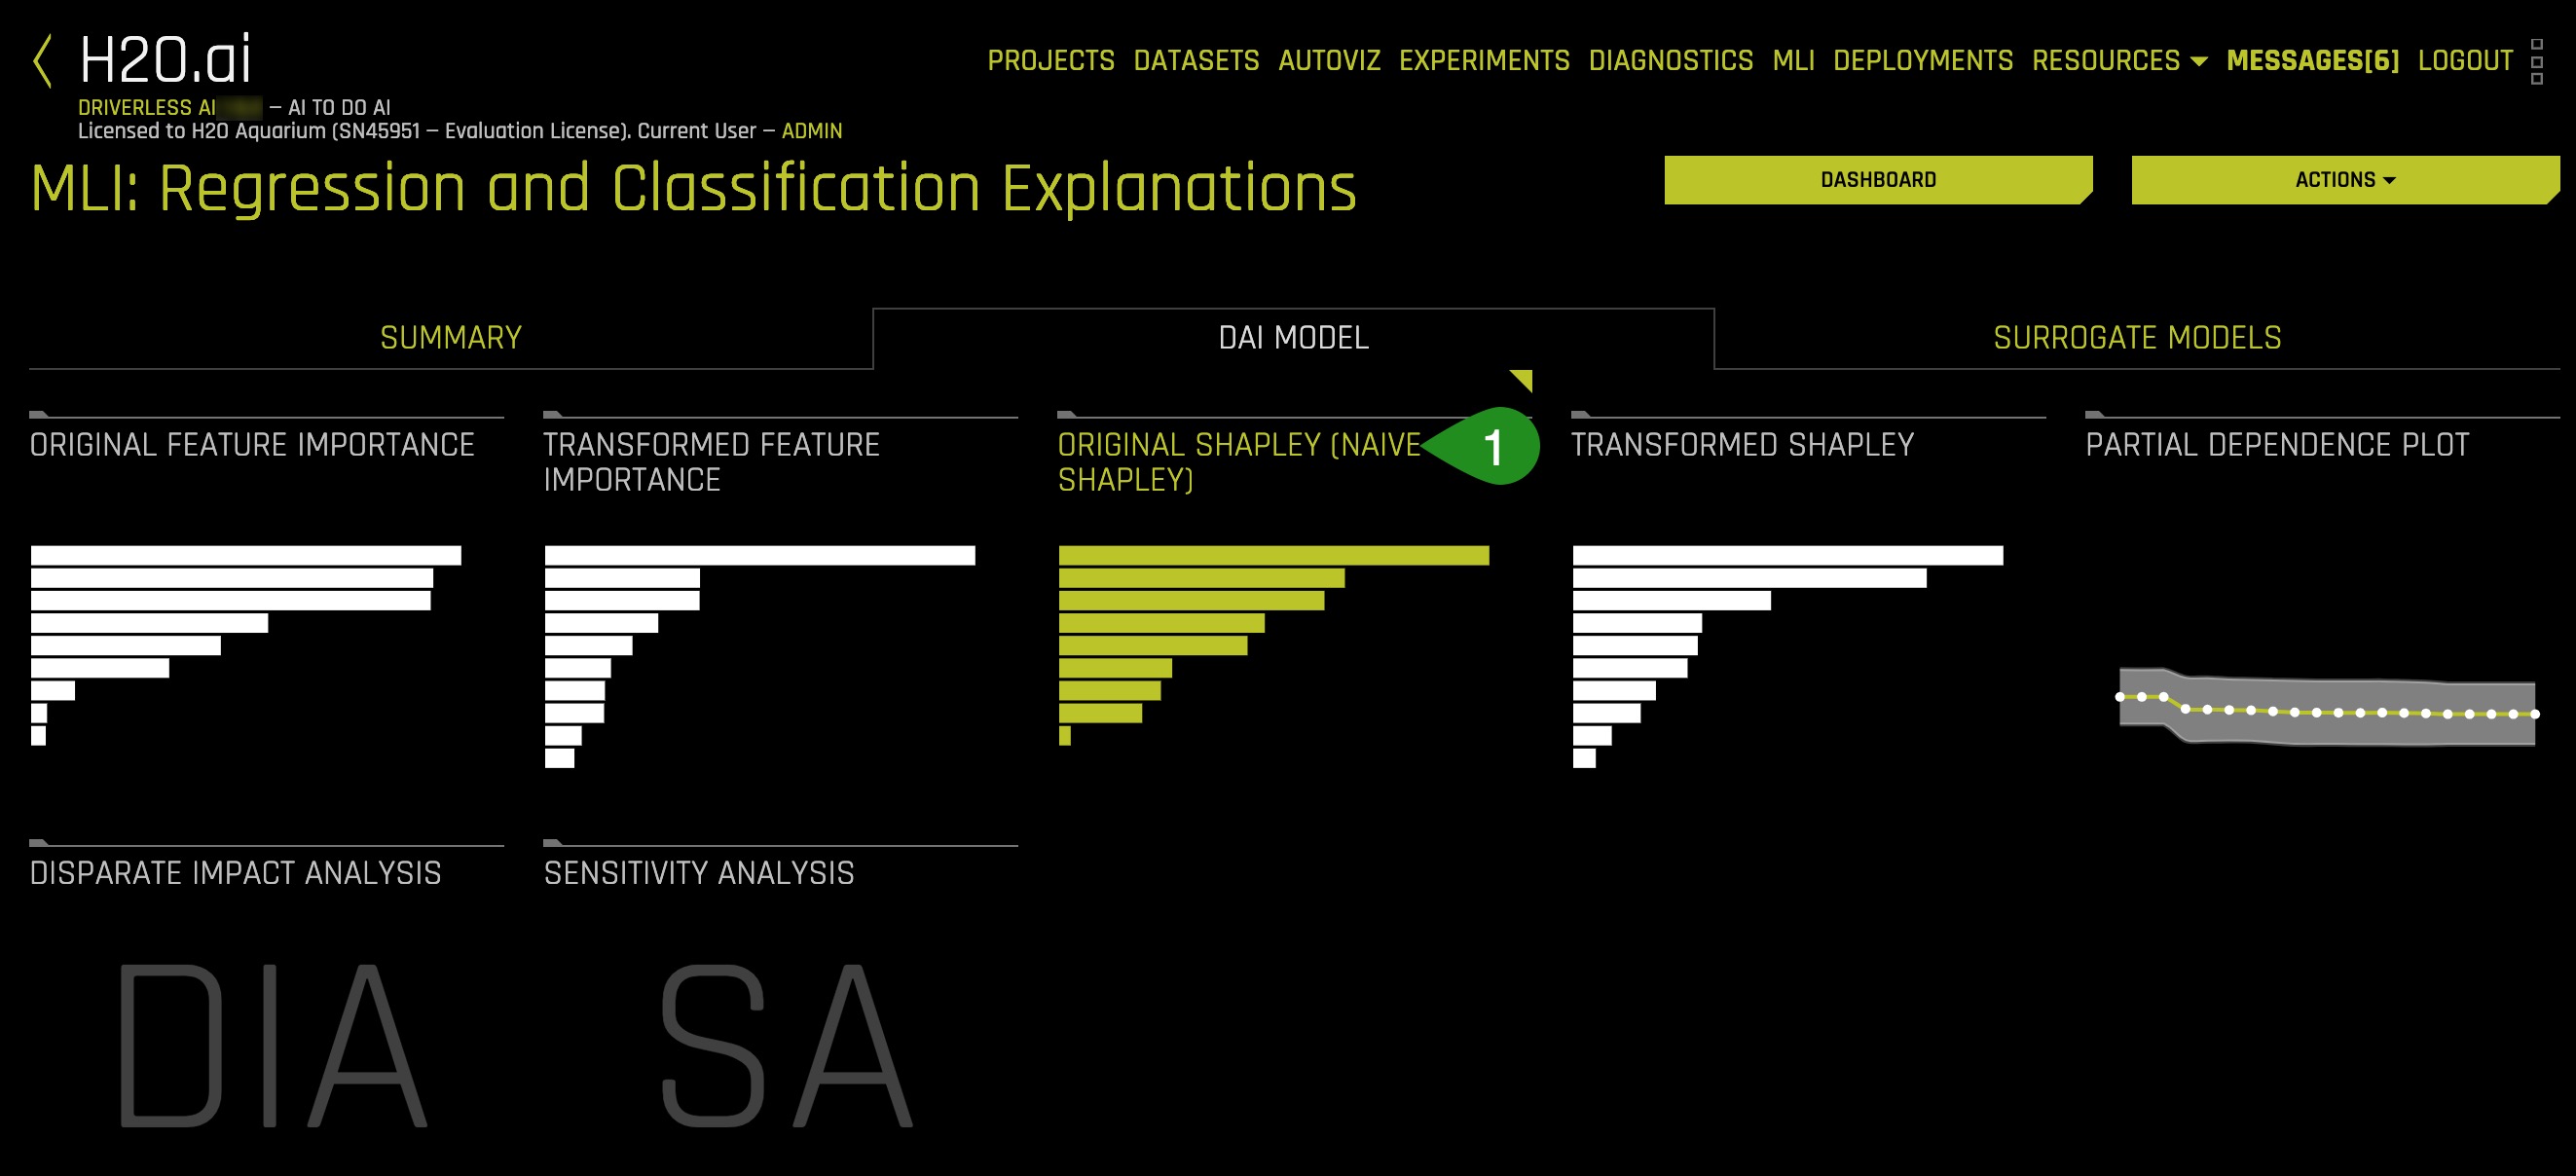 H2O.ai
PROJECTS DATASETS AUTOVIZ EXPERIMENTS DIAGNOSTICS MLI DEPLOYMENTS RESOURCES MESSAGES[6] LOGOUT
DRIVERLESS AI — AI TO DO AI
Licensed to H2O Aquarium (SN45951 — Evaluation License). Current User — ADMIN
MLI: Regression and Classification Explanations
DASHBOARD
ACTIONS
SUMMARY
DAI MODEL
SURROGATE MODELS
ORIGINAL FEATURE IMPORTANCE
TRANSFORMED FEATURE
IMPORTANCE
ORIGINAL SHAPLEY (NAIVE
SHAPLEY)
1
TRANSFORMED SHAPLEY
PARTIAL DEPENDENCE PLOT
DISPARATE IMPACT ANALYSIS
SENSITIVITY ANALYSIS
DIA
SA